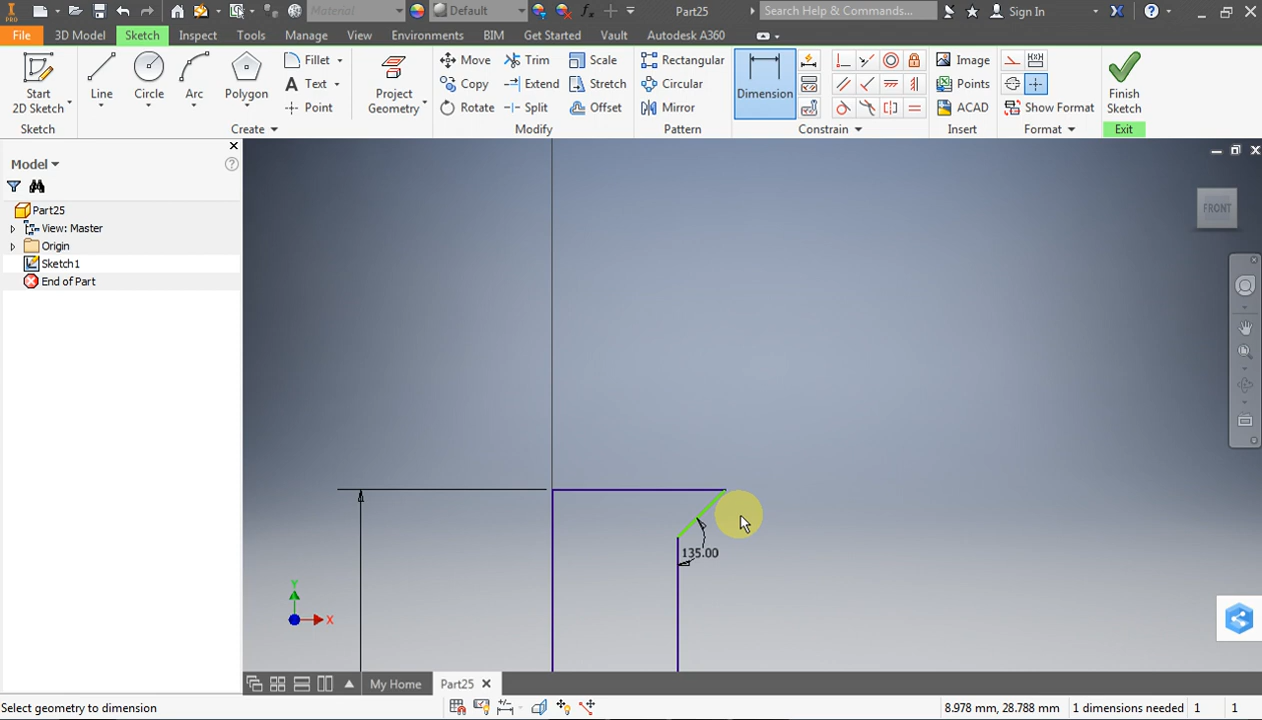 PRO
Material
Default
Part25
Search Help & Commands...
Sign In
File
3D Model
Sketch
Inspect
Tools
Manage
View
Environments
BIM
Get Started
Vault
Autodesk A360
Start
2D Sketch
Line
Circle
Arc
Polygon
Fillet
Text
Point
Project
Geometry
Move
Copy
Rotate
Trim
Extend
Split
Scale
Stretch
Offset
Rectangular
Circular
Mirror
Dimension
Image
Points
ACAD
Show Format
Finish
Sketch
Sketch
Create
Modify
Pattern
Constrain
Insert
Format
Exit
Model
Part25
View: Master
Origin
Sketch1
End of Part
FRONT
135.00
Y
X
My Home
Part25
Select geometry to dimension
8.978 mm, 28.788 mm
1 dimensions needed
1
1